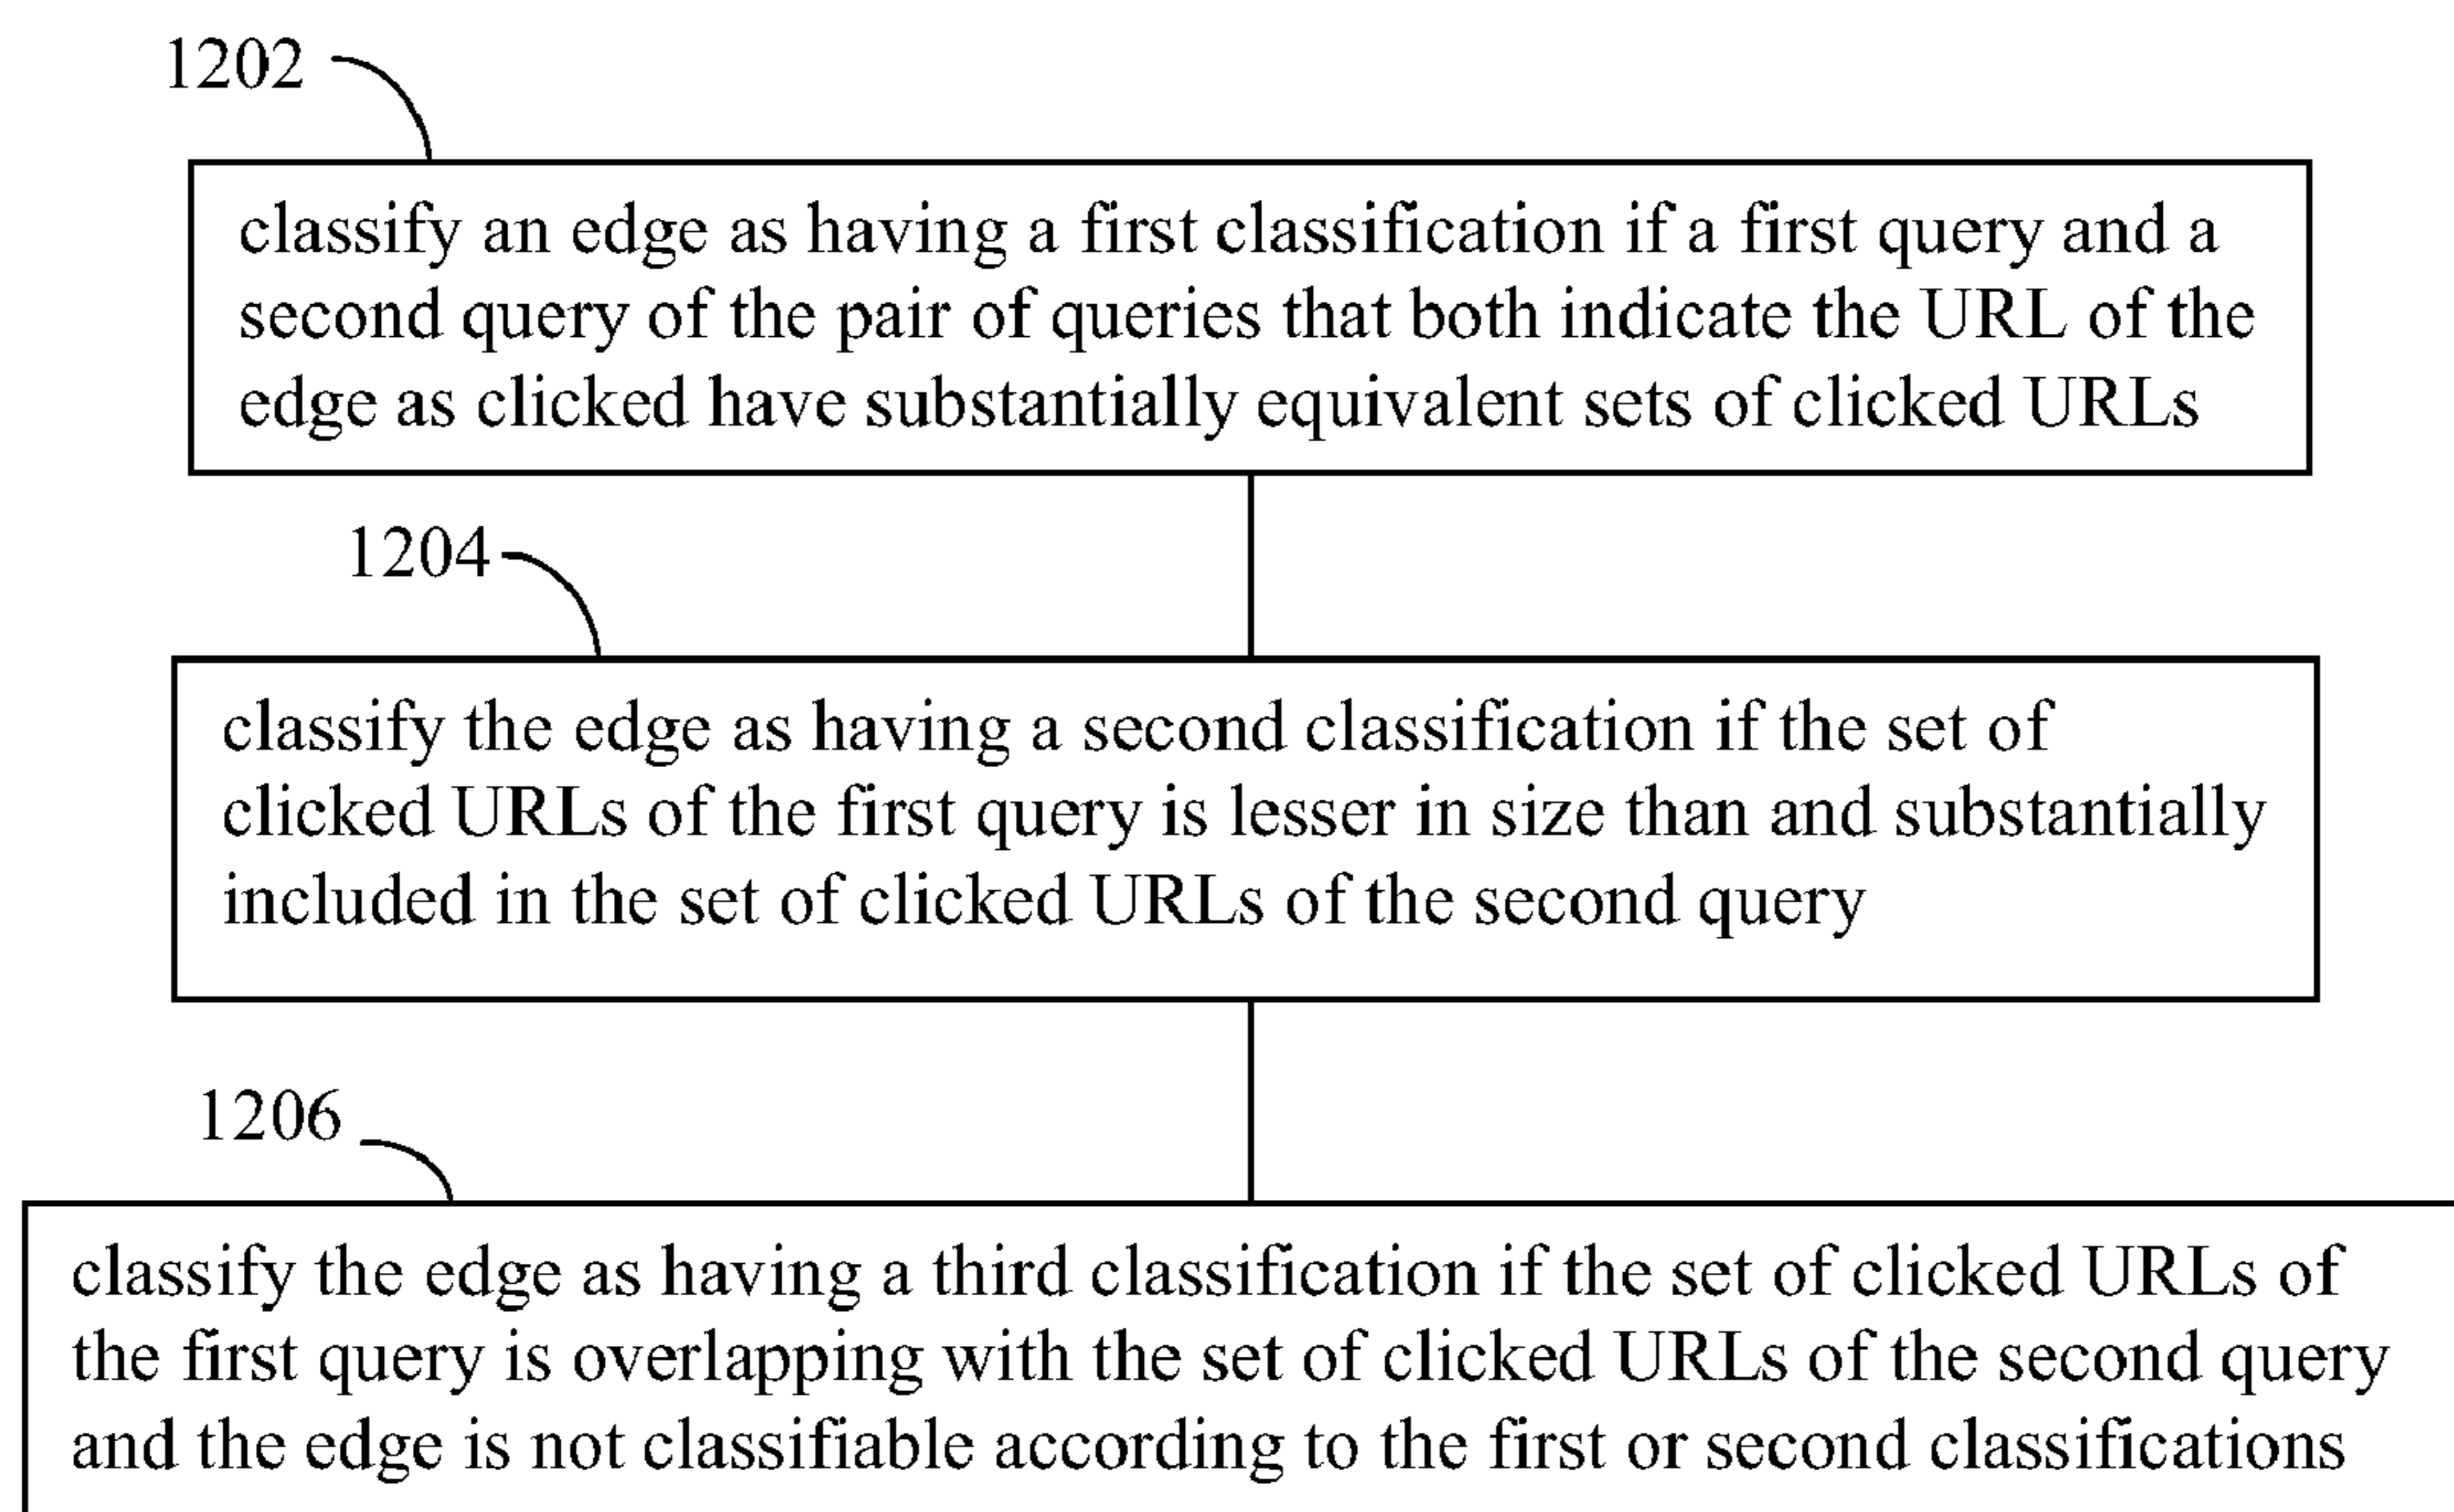 1202
classify an edge as having a first classification if a first query and a
second query of the pair of queries that both indicate the URL of the
edge as clicked have substantially equivalent sets of clicked URLs
1204
classify the edge as having a second classification if the set of
clicked URLs of the first query is lesser in size than and substantially
included in the set of clicked URLs of the second query
1206
classify the edge as having a third classification if the set of clicked URLs of
the first query is overlapping with the set of clicked URLs of the second query
and the edge is not classifiable according to the first or second classifications